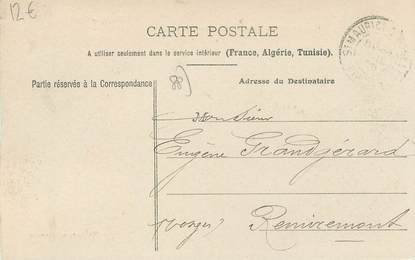 12€
CARTE POSTALE
A utiliser seulement dans le service intérieur (France, Algérie, Tunisie).
Partie réservée à la Correspondance
Adresse du Destinataire
88
Monsieur
Eugène Grandgérard
Remiremont
Vosges